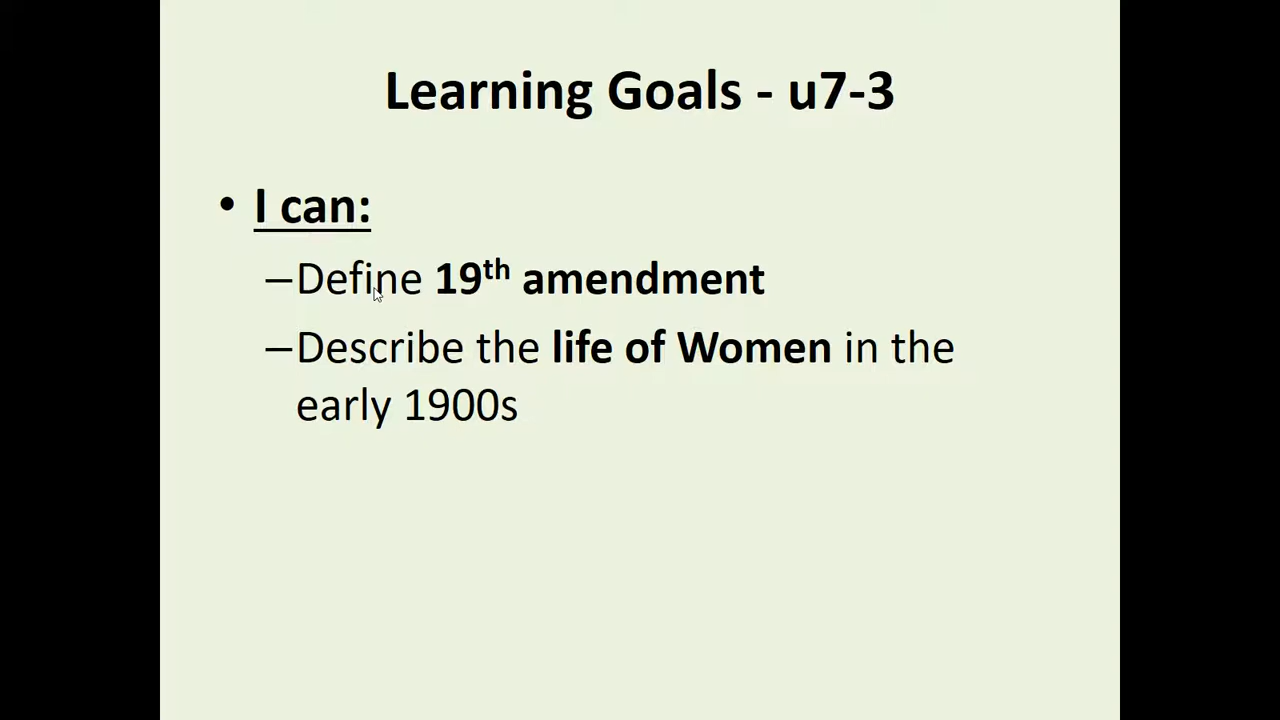 Learning Goals - u7-3
• I can:
–Define 19th amendment
–Describe the life of Women in the
early 1900s